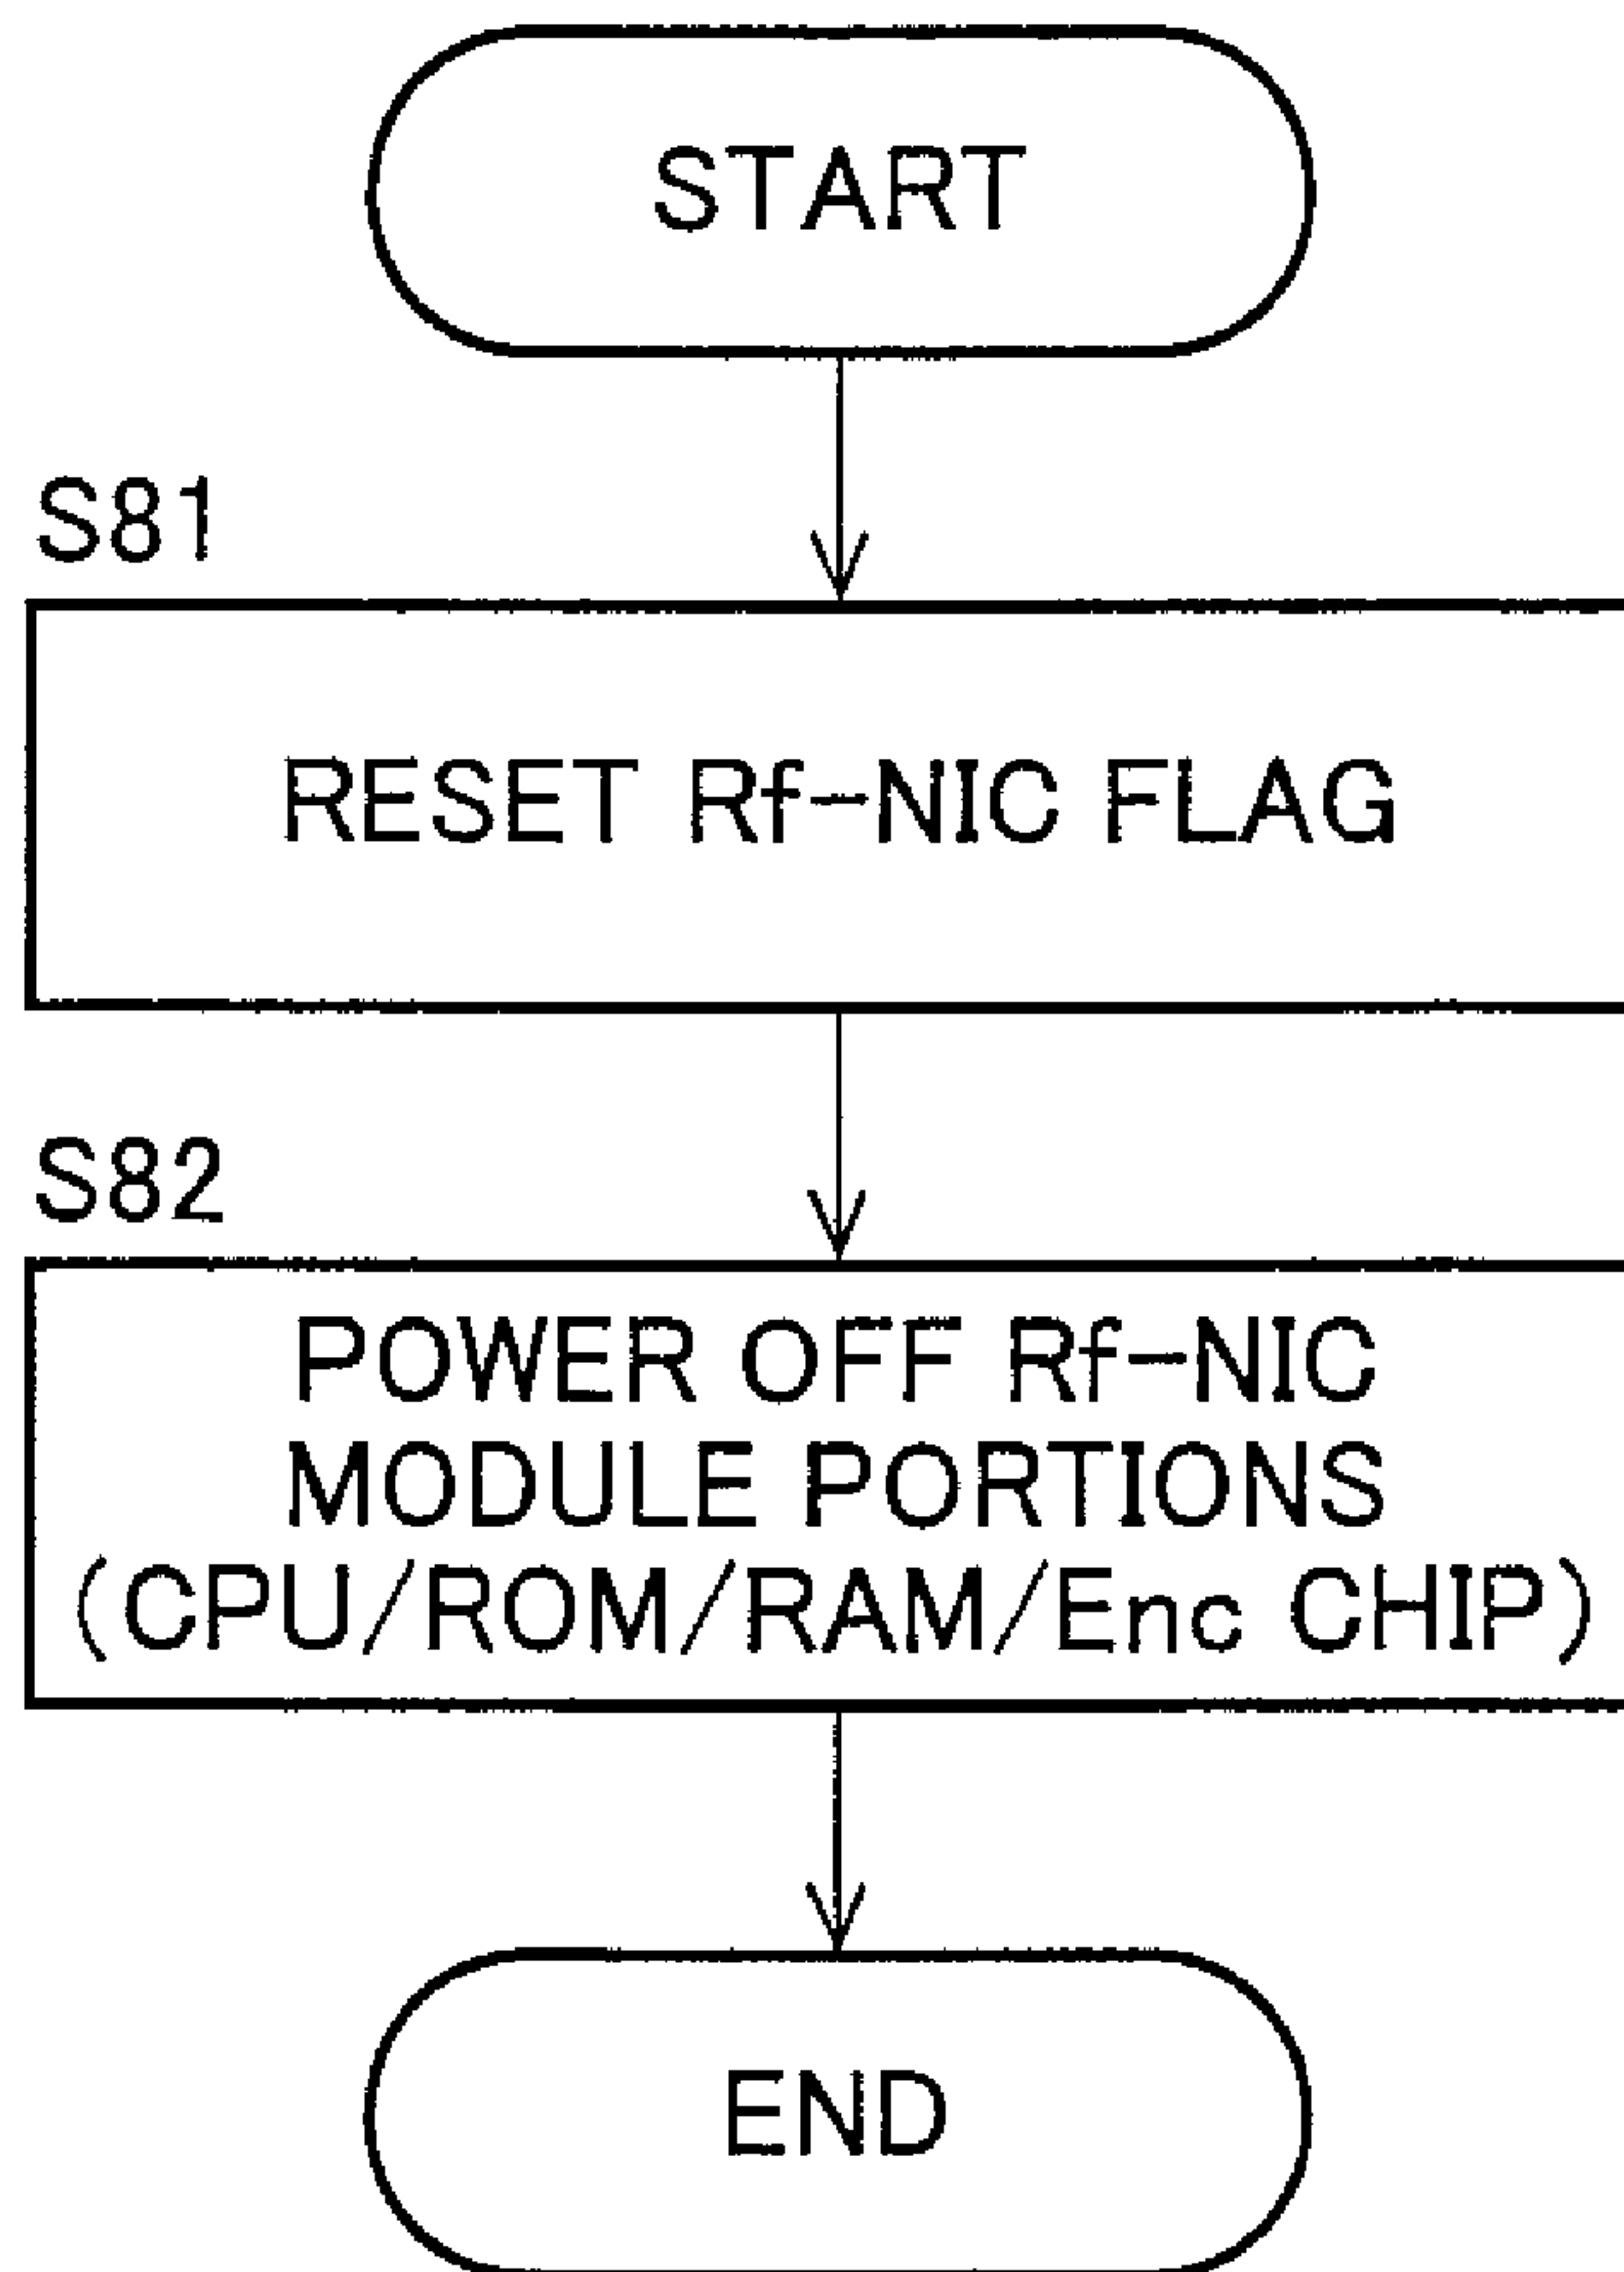 START
S81
RESET Rf-NIC FLAG
S82
POWER OFF Rf-NIC
MODULE PORTIONS
(CPU/ROM/RAM/Enc CHIP)
END